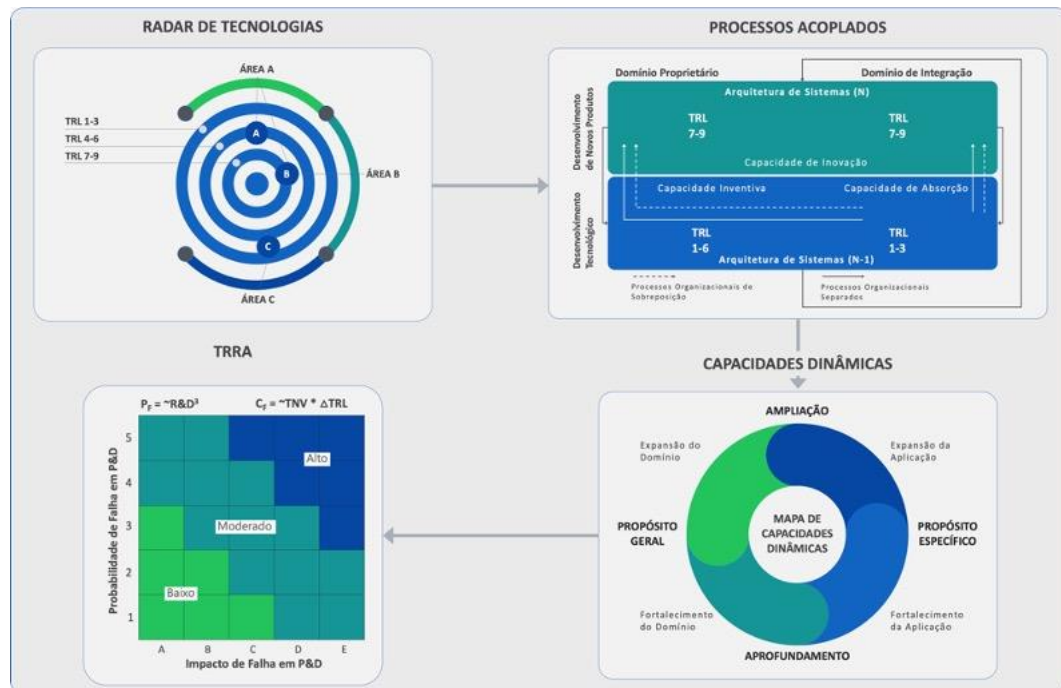 RADAR DE TECNOLOGIAS
ÁREA A
TRL 1-3
TRL 4-6
TRL 7-9
A
B
ÁREA B
C
ÁREA C
PROCESSOS ACOPLADOS
Domínio Proprietário
Domínio de Integração
Desenvolvimento
de Novos Produtos
Arquitetura de Sistemas (N)
TRL
7-9
TRL
7-9
Capacidade de Inovação
Desenvolvimento
Tecnológico
Capacidade Inventiva
Capacidade de Absorção
TRL
1-6
TRL
1-3
Arquitetura de Sistemas (N-1)
Processos Organizacionais de
Sobreposição
Processos Organizacionais
Separados
TRRA
P_F = ~R&D³
C_F = ~TNV * △TRL
Probabilidade de Falha em P&D
5
4
3
2
1
Alto
Moderado
Baixo
A
B
C
D
E
Impacto de Falha em P&D
CAPACIDADES DINÂMICAS
AMPLIAÇÃO
Expansão do
Domínio
Expansão da
Aplicação
PROPÓSITO
GERAL
MAPA DE
CAPACIDADES
DINÂMICAS
PROPÓSITO
ESPECÍFICO
Fortalecimento
do Domínio
Fortalecimento
da Aplicação
APROFUNDAMENTO